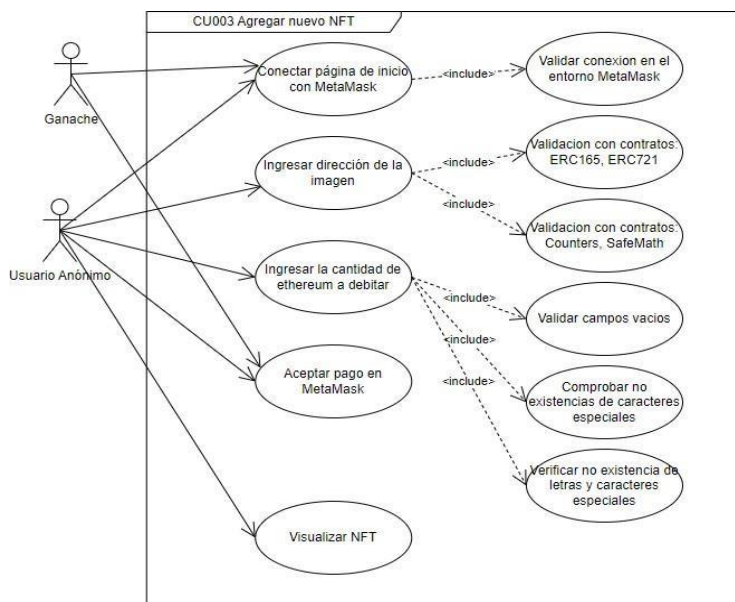 CU003 Agregar nuevo NFT
Ganache
Usuario Anónimo
Conectar página de inicio
con MetaMask
<include>
Validar conexion en el
entorno MetaMask
Ingresar dirección de la
imagen
<include>
Validacion con contratos:
ERC165, ERC721
<include>
Validacion con contratos:
Counters, SafeMath
Ingresar la cantidad de
ethereum a debitar
<include>
Validar campos vacios
<include>
Comprobar no
existencias de caracteres
especiales
<include>
Verificar no existencia de
letras y caracteres
especiales
Aceptar pago en
MetaMask
Visualizar NFT